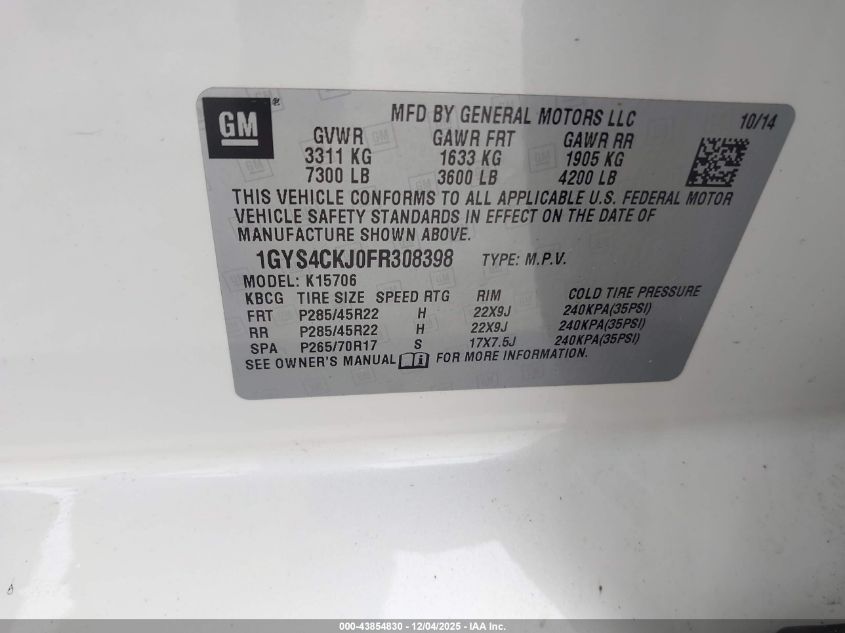 GM
MFD BY GENERAL MOTORS LLC 10/14
GVWR GAWR FRT GAWR RR
3311 KG 1633 KG 1905 KG
7300 LB 3600 LB 4200 LB
THIS VEHICLE CONFORMS TO ALL APPLICABLE U.S. FEDERAL MOTOR
VEHICLE SAFETY STANDARDS IN EFFECT ON THE DATE OF
MANUFACTURE SHOWN ABOVE.
1GYS4CKJ0FR308398 TYPE: M.P.V.
MODEL: K15706
KBCG TIRE SIZE SPEED RTG RIM COLD TIRE PRESSURE
FRT P285/45R22 H 22X9J 240KPA(35PSI)
RR P285/45R22 H 22X9J 240KPA(35PSI)
SPA P265/70R17 S 17X7.5J 240KPA(35PSI)
SEE OWNER'S MANUAL FOR MORE INFORMATION.
000-43854830 - 12/04/2025 - IAA Inc.